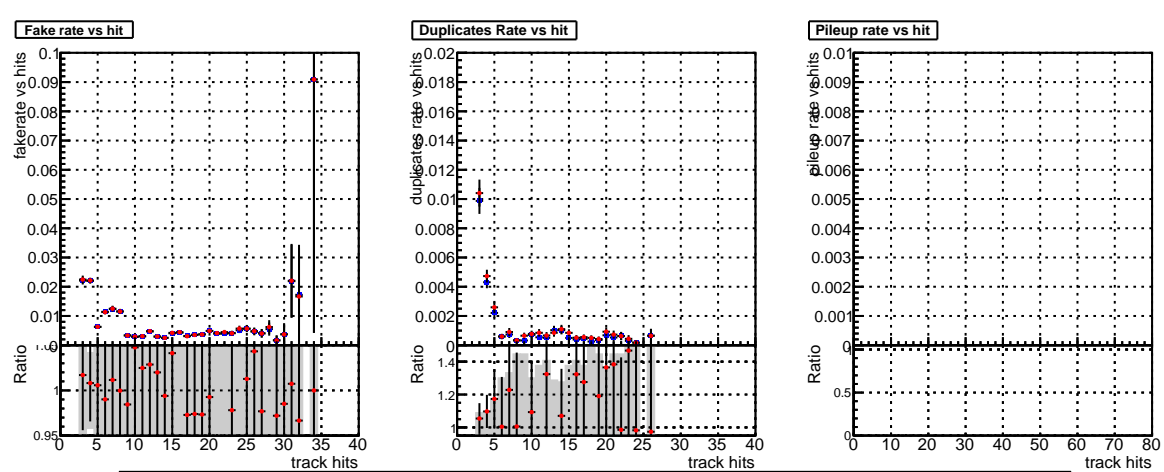 Fake rate vs hit
fakerate vs hits
0.1
0.09
0.08
0.07
0.06
0.05
0.04
0.03
0.02
0.01
0
Ratio
1
0.95
0 5 10 15 20 25 30 35 40
track hits
Duplicates Rate vs hit
duplicates rate vs hits
0.02
0.018
0.016
0.014
0.012
0.01
0.008
0.006
0.004
0.002
0
Ratio
1.4
1.2
1
0 5 10 15 20 25 30 35 40
track hits
Pileup rate vs hit
pileup rate vs hits
0.01
0.009
0.008
0.007
0.006
0.005
0.004
0.003
0.002
0.001
0
Ratio
1
0.5
0
0 10 20 30 40 50 60 70 80
track hits